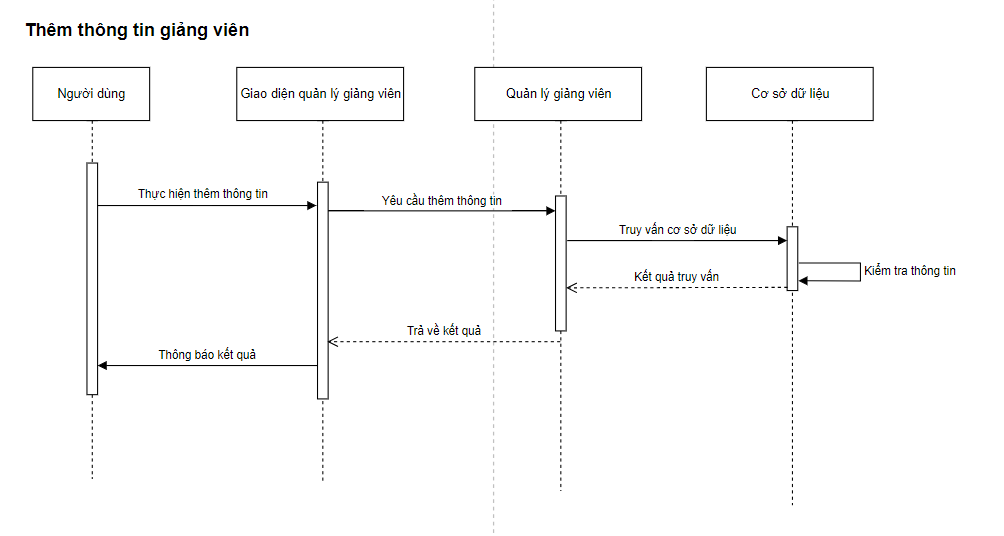 Thêm thông tin giảng viên
Người dùng
Giao diện quản lý giảng viên
Quản lý giảng viên
Cơ sở dữ liệu
Thực hiện thêm thông tin
Yêu cầu thêm thông tin
Truy vấn cơ sở dữ liệu
Kiểm tra thông tin
Kết quả truy vấn
Trả về kết quả
Thông báo kết quả